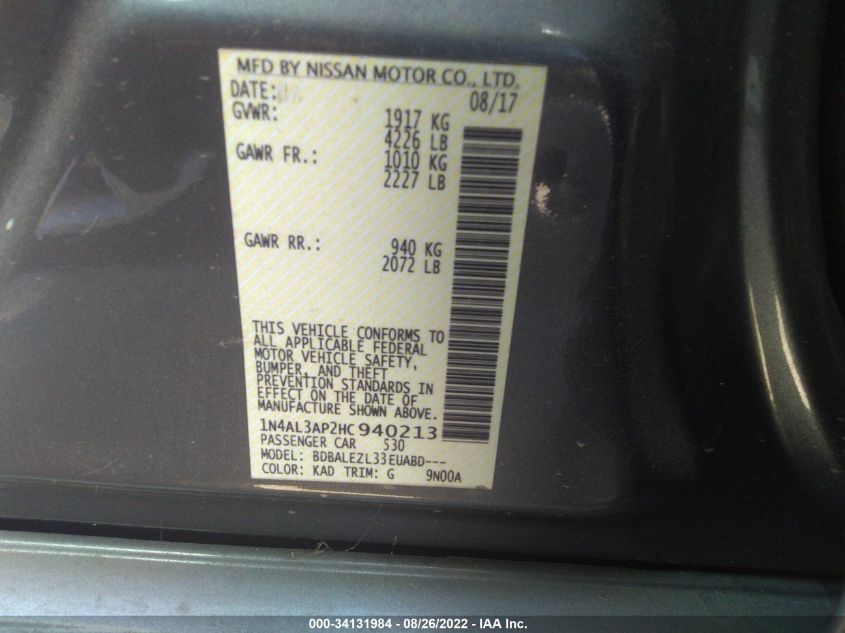 MFD BY NISSAN MOTOR CO., LTD.
DATE: 08/17
GVWR: 1917 KG
4226 LB
GAWR FR.: 1010 KG
2227 LB
GAWR RR.: 940 KG
2072 LB
THIS VEHICLE CONFORMS TO
ALL APPLICABLE FEDERAL
MOTOR VEHICLE SAFETY,
BUMPER, AND THEFT
PREVENTION STANDARDS IN
EFFECT ON THE DATE OF
MANUFACTURE SHOWN ABOVE.
1N4AL3AP2HC940213
PASSENGER CAR 530
MODEL: BDBALEZL33EUABD---
COLOR: KAD TRIM: G 9N00A
000-34131984 - 08/26/2022 - IAA Inc.